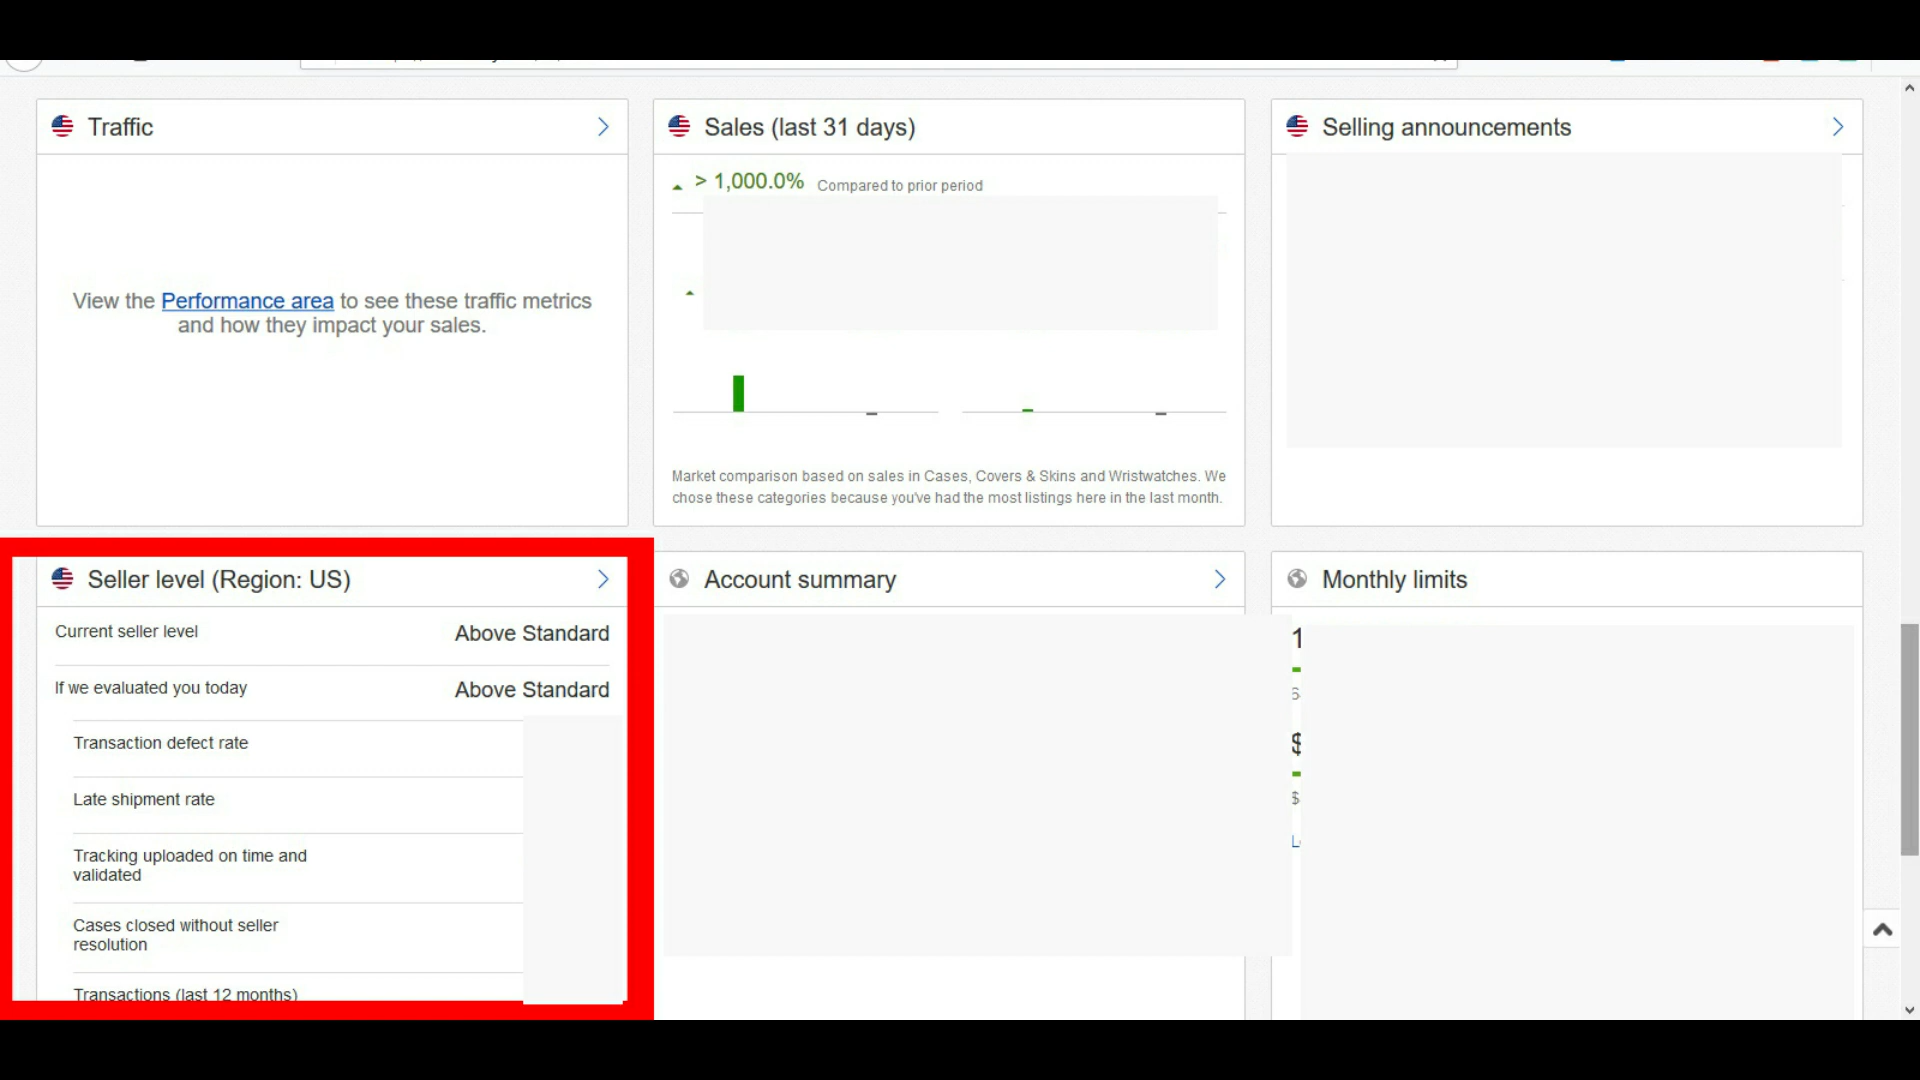 Traffic
View the Performance area to see these traffic metrics
and how they impact your sales.
Sales (last 31 days)
> 1,000.0% Compared to prior period
Market comparison based on sales in Cases, Covers & Skins and Wristwatches. We
chose these categories because you've had the most listings here in the last month.
Selling announcements
Seller level (Region: US)
Current seller level Above Standard
If we evaluated you today Above Standard
Transaction defect rate
Late shipment rate
Tracking uploaded on time and
validated
Cases closed without seller
resolution
Transactions (last 12 months)
Account summary
Monthly limits
1
6
$
$